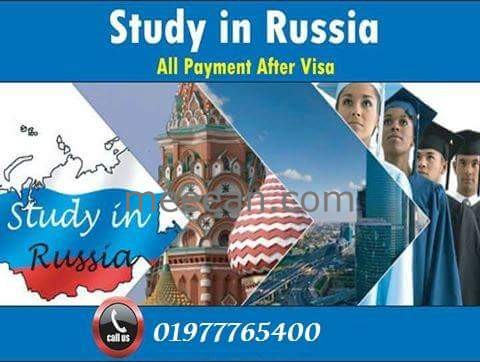 Study in Russia
All Payment After Visa
Study in
Russia
call us
01977765400